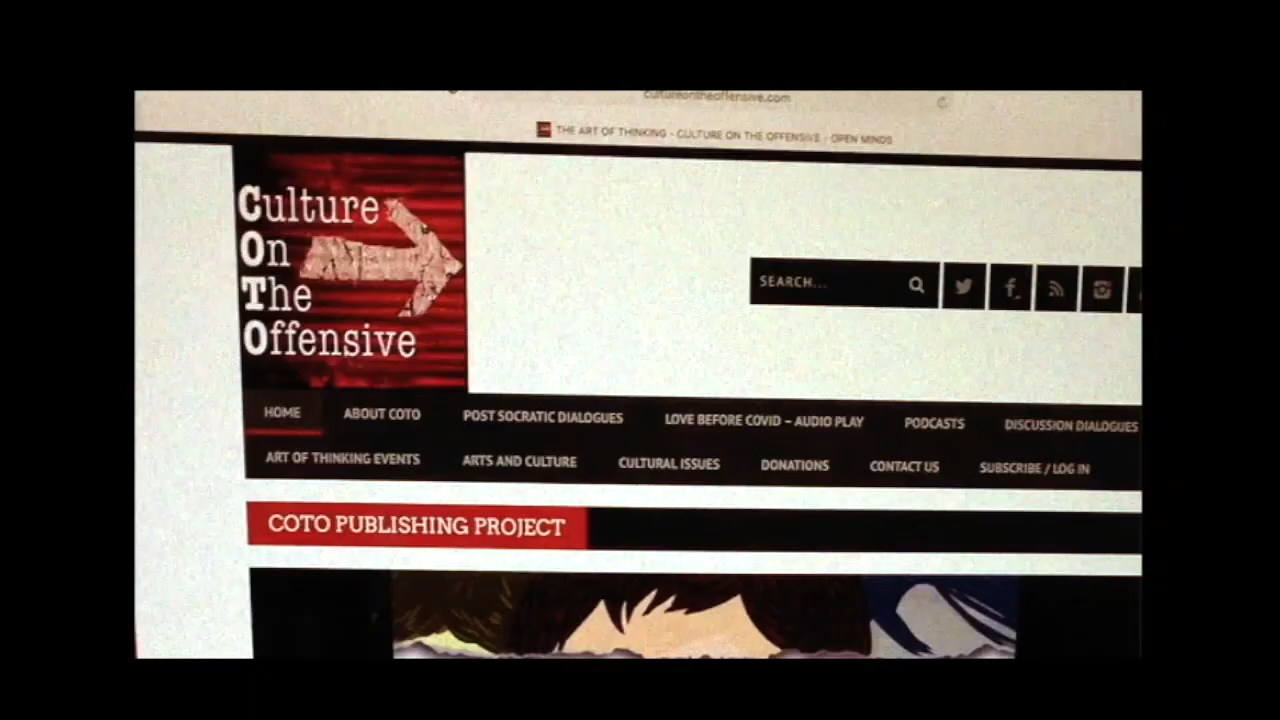 cultureontheoffensive.com
THE ART OF THINKING - CULTURE ON THE OFFENSIVE - OPEN MINDS
Culture
On
The
Offensive
SEARCH...
HOME ABOUT COTO POST SOCRATIC DIALOGUES LOVE BEFORE COVID – AUDIO PLAY PODCASTS DISCUSSION DIALOGUES
ART OF THINKING EVENTS ARTS AND CULTURE CULTURAL ISSUES DONATIONS CONTACT US SUBSCRIBE / LOG IN
COTO PUBLISHING PROJECT